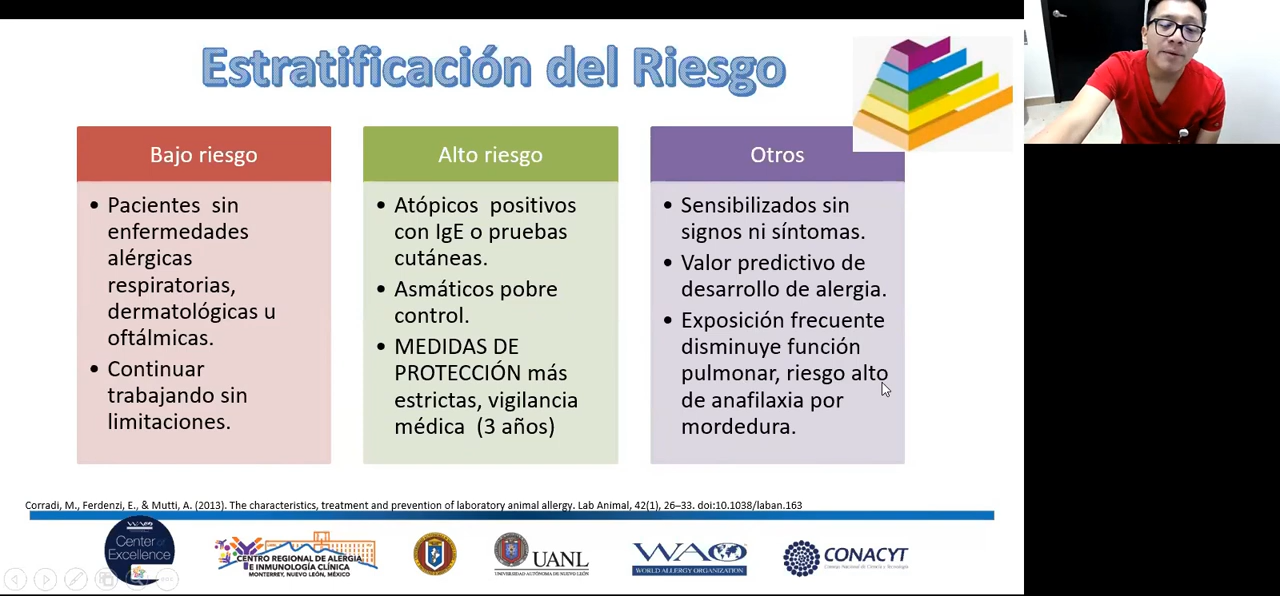 Estratificación del Riesgo
Bajo riesgo
• Pacientes sin
enfermedades
alérgicas
respiratorias,
dermatológicas u
oftálmicas.
• Continuar
trabajando sin
limitaciones.
Alto riesgo
• Atópicos positivos
con IgE o pruebas
cutáneas.
• Asmáticos pobre
control.
• MEDIDAS DE
PROTECCIÓN más
estrictas, vigilancia
médica (3 años)
Otros
• Sensibilizados sin
signos ni síntomas.
• Valor predictivo de
desarrollo de alergia.
• Exposición frecuente
disminuye función
pulmonar, riesgo alto
de anafilaxia por
mordedura.
Corradi, M., Ferdenzi, E., & Mutti, A. (2013). The characteristics, treatment and prevention of laboratory animal allergy. Lab Animal, 42(1), 26–33. doi:10.1038/laban.163
Center of
Excellence
CENTRO REGIONAL DE ALERGIA
E INMUNOLOGÍA CLÍNICA
MONTERREY, NUEVO LEÓN, MÉXICO
UANL
UNIVERSIDAD AUTÓNOMA DE NUEVO LEÓN
WAO
WORLD ALLERGY ORGANIZATION
CONACYT
Consejo Nacional de Ciencia y Tecnología